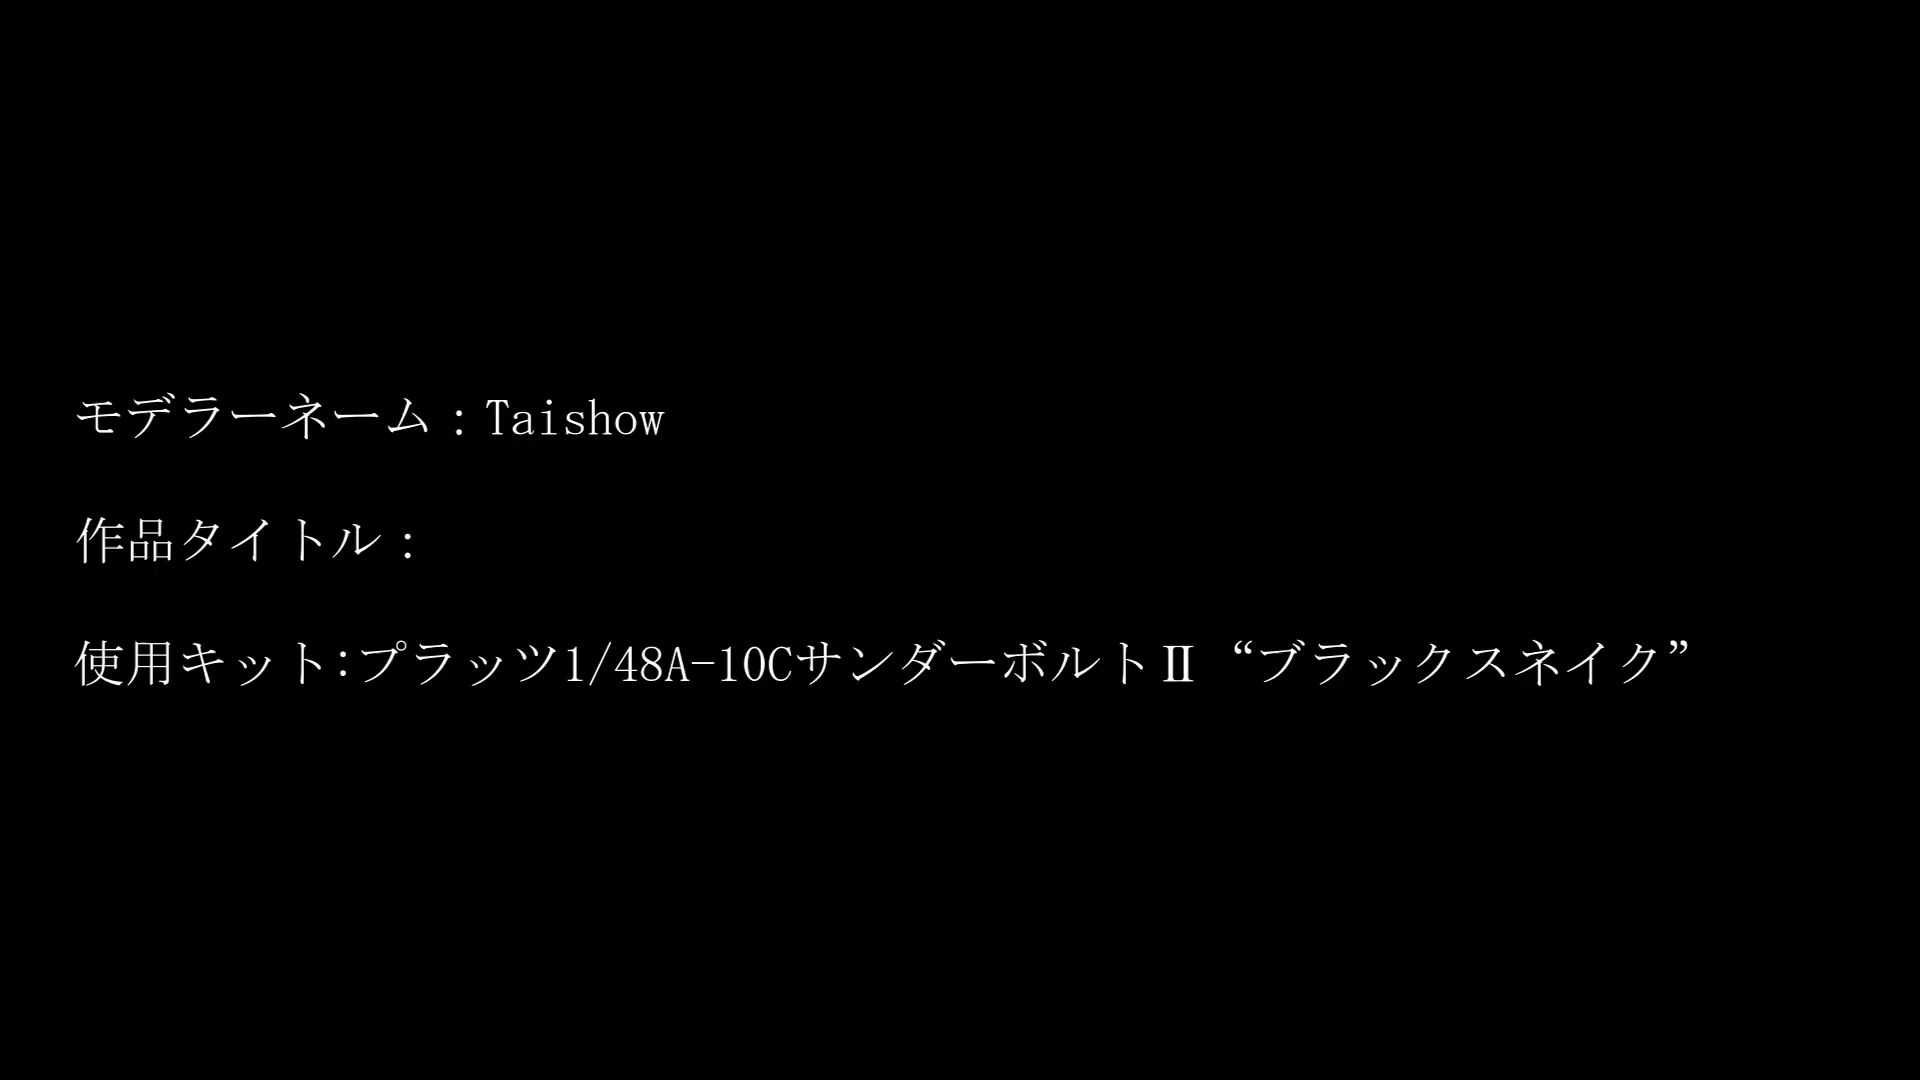 モデラーネーム：Taishow
作品タイトル：
使用キット:プラッツ1/48A-10CサンダーボルトⅡ “ブラックスネイク”